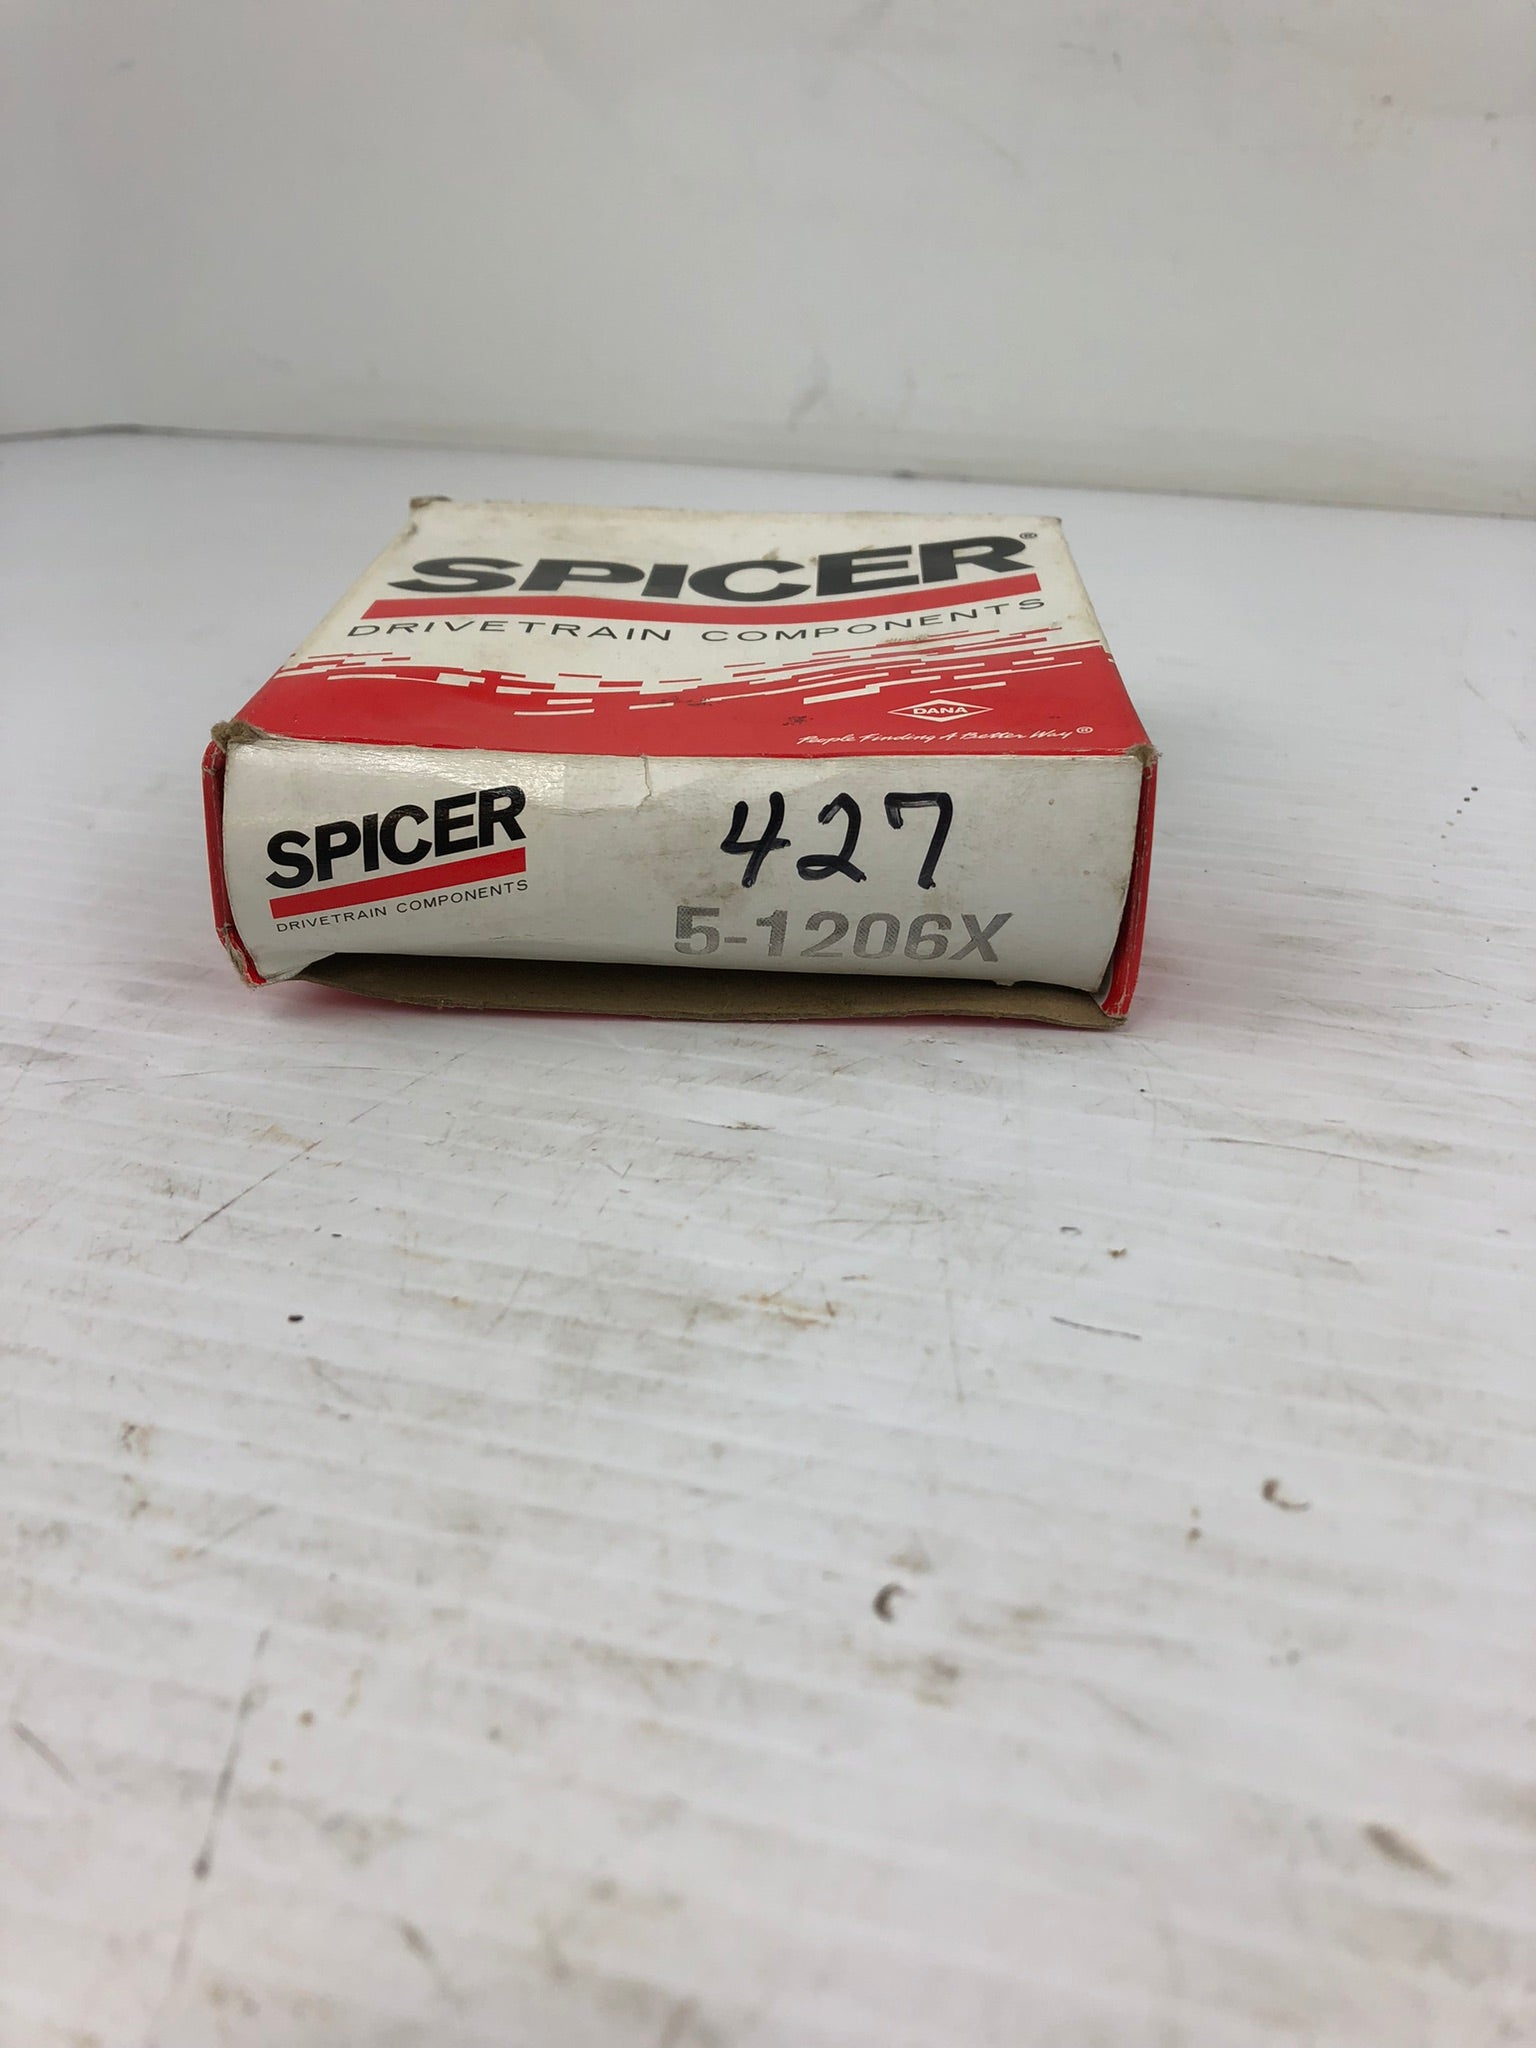 SPICER®
DRIVETRAIN COMPONENTS
DANA
People Finding A Better Way®
SPICER
DRIVETRAIN COMPONENTS
427
5-1206X